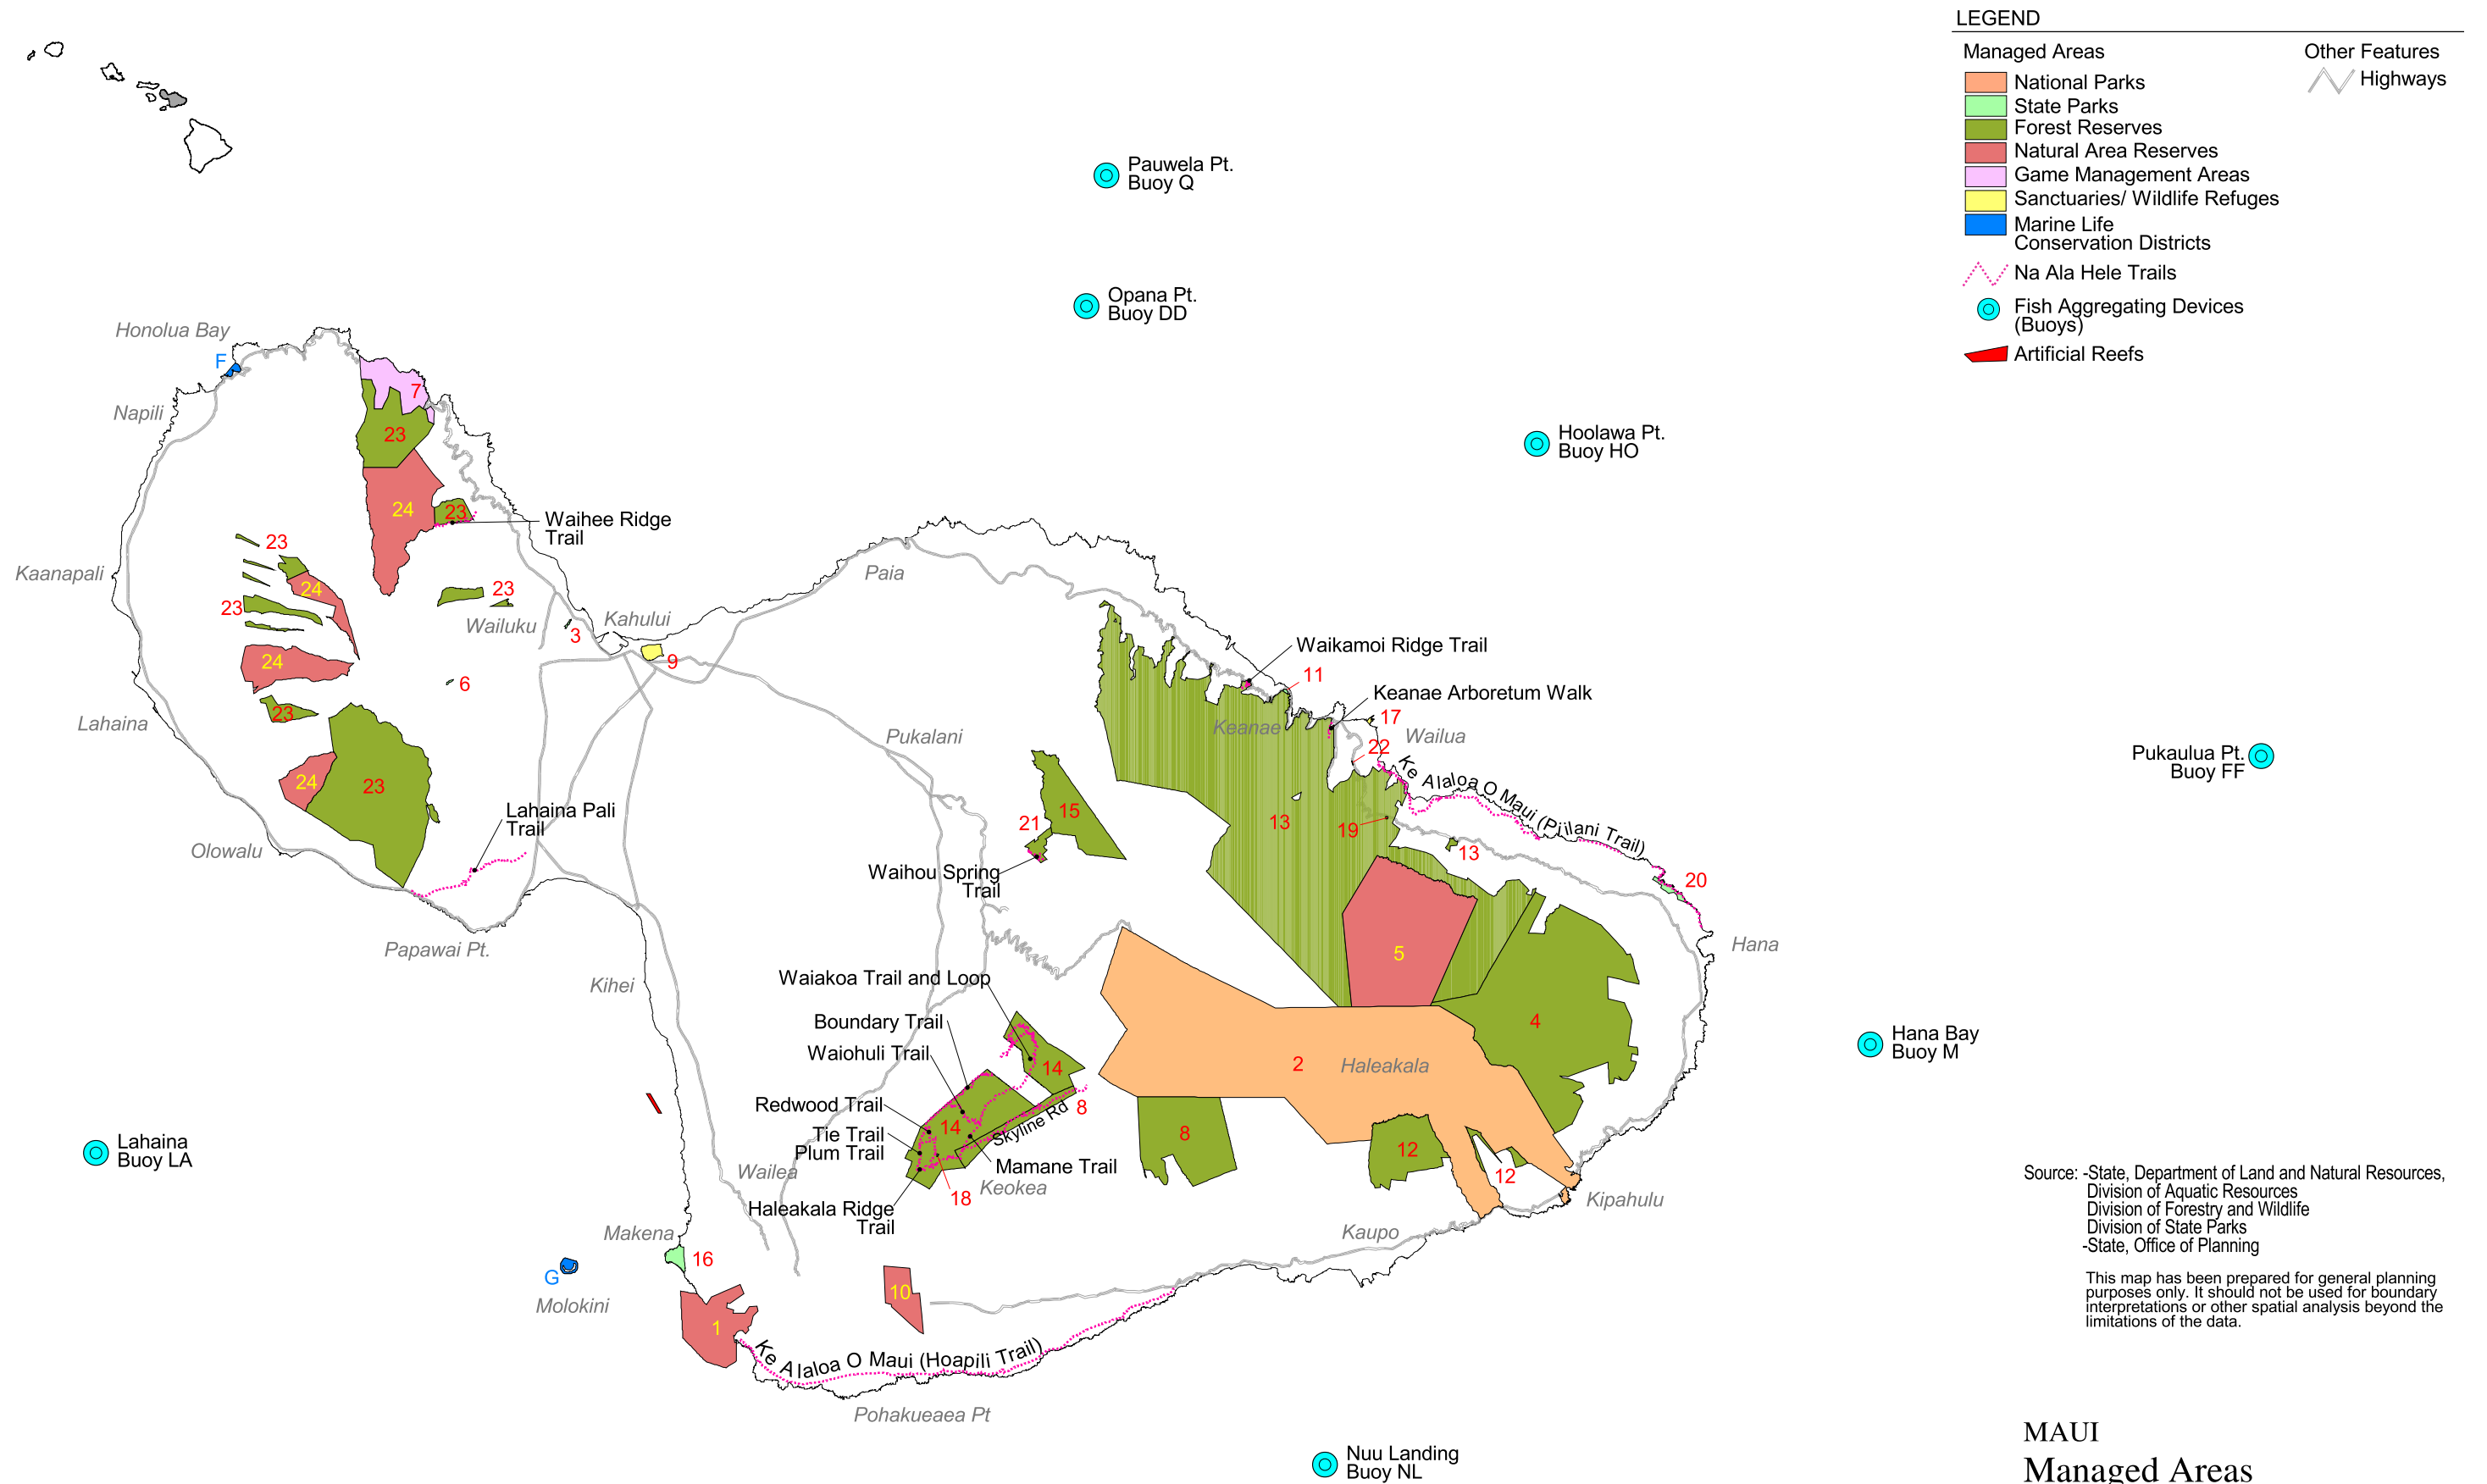 LEGEND
Managed Areas
Other Features
National Parks
Highways
State Parks
Forest Reserves
Natural Area Reserves
Game Management Areas
Sanctuaries/ Wildlife Refuges
Marine Life
Conservation Districts
Na Ala Hele Trails
Fish Aggregating Devices
(Buoys)
Artificial Reefs
Pauwela Pt.
Buoy Q
Opana Pt.
Buoy DD
Hoolawa Pt.
Buoy HO
Honolua Bay
F
7
Napili
23
24
23
Waihee Ridge
Trail
23
Kaanapali
24
23
23
Wailuku
3
Kahului
9
Paia
24
6
23
Lahaina
24
23
Lahaina Pali
Trail
Olowalu
Papawai Pt.
Pukalani
Waikamoi Ridge Trail
11
Keanae Arboretum Walk
17
Keanae
Wailua
22
Ke Alaloa O Maui (Piilani Trail)
Pukaulua Pt.
Buoy FF
15
21
13
19
13
Waihou Spring
Trail
20
Hana
5
Kihei
Waiakoa Trail and Loop
Boundary Trail
Waiohuli Trail
4
Hana Bay
Buoy M
14
2
Haleakala
Redwood Trail
8
Skyline Rd
14
Tie Trail
Plum Trail
8
12
Mamane Trail
12
Wailea
Keokea
18
Haleakala Ridge
Trail
Kipahulu
Kaupo
Lahaina
Buoy LA
Makena
16
G
Molokini
10
1
Ke Alaloa O Maui (Hoapili Trail)
Pohakueaea Pt
Nuu Landing
Buoy NL
Source: -State, Department of Land and Natural Resources,
Division of Aquatic Resources
Division of Forestry and Wildlife
Division of State Parks
-State, Office of Planning
This map has been prepared for general planning
purposes only. It should not be used for boundary
interpretations or other spatial analysis beyond the
limitations of the data.
MAUI
Managed Areas